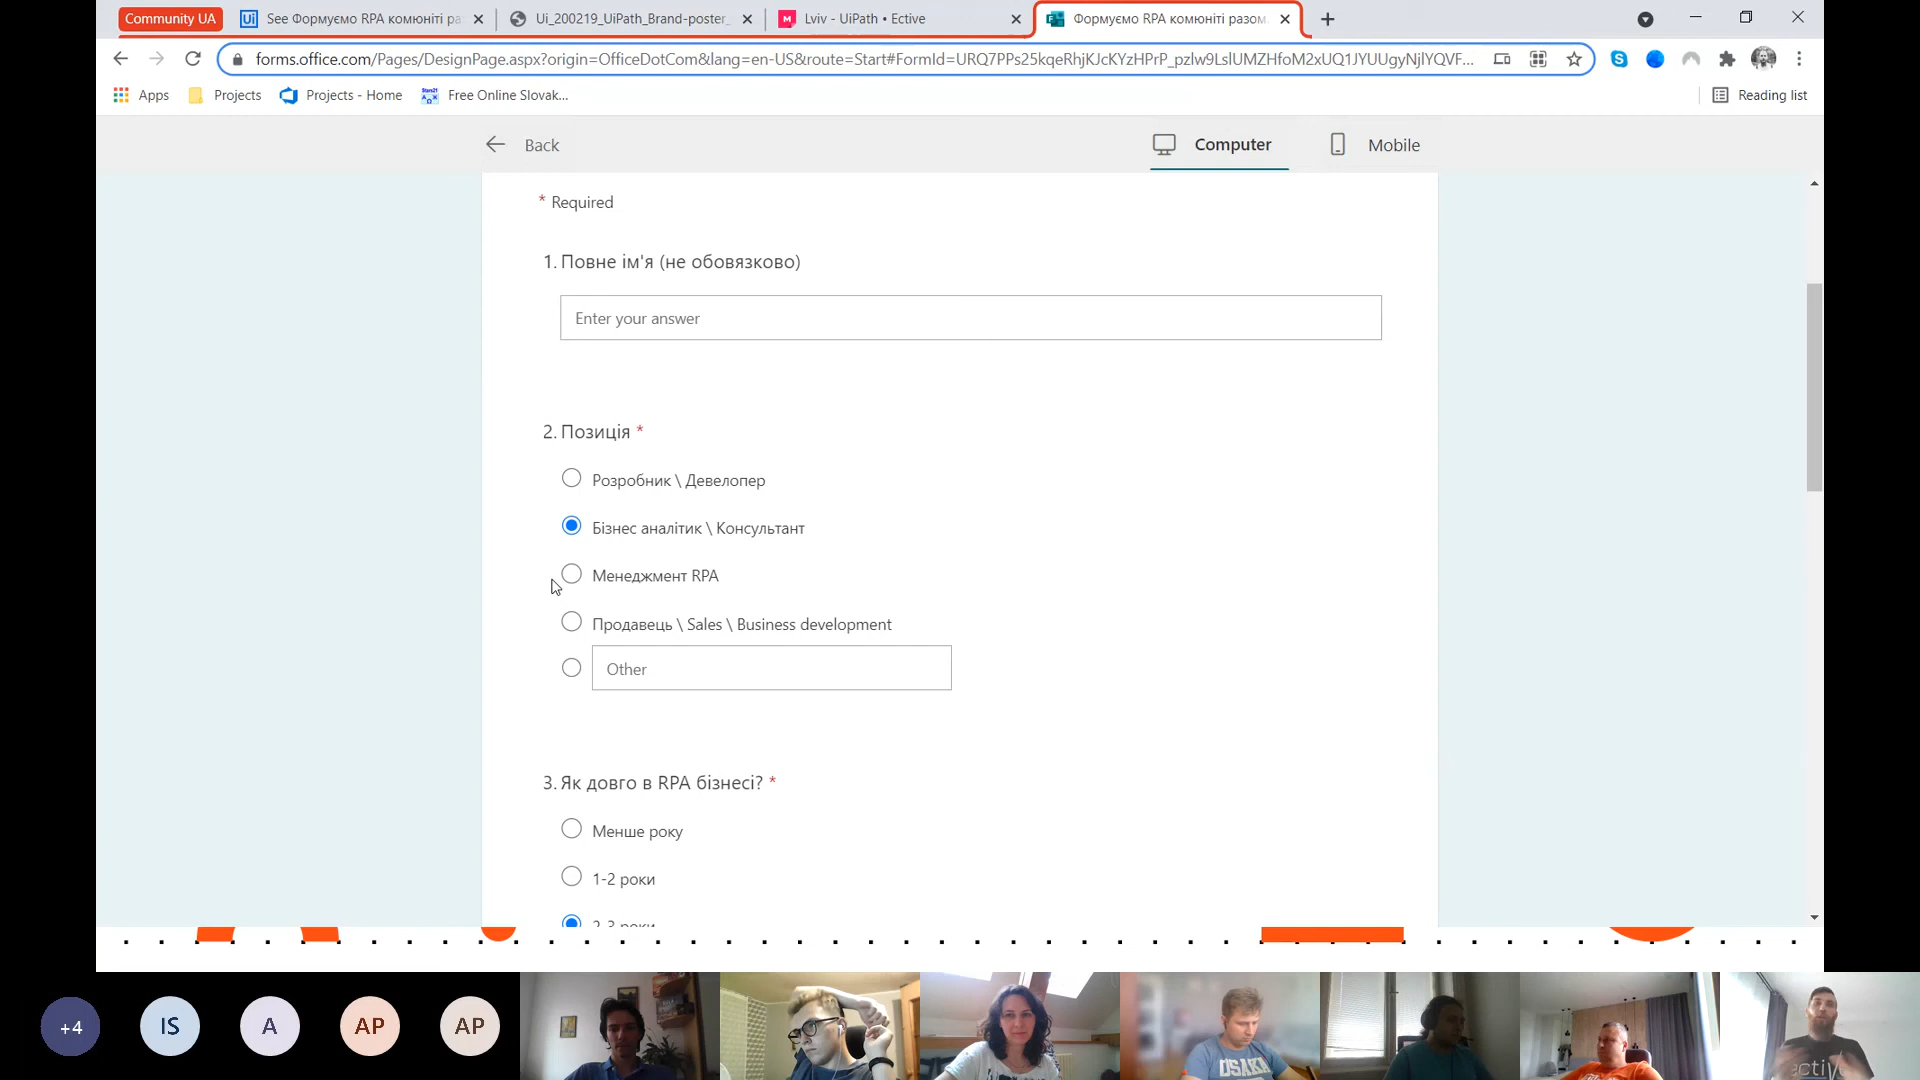 Community UA
See Формуємо RPA комюніті ра
Ui_200219_UiPath_Brand-poster_
Lviv - UiPath • Ective
Формуємо RPA комюніті разом
forms.office.com/Pages/DesignPage.aspx?origin=OfficeDotCom&lang=en-US&route=Start#FormId=URQ7PPs25kqeRhjKJcKYzHPrP_pzlw9LslUMZHfoM2xUQ1JYUUgyNjlYQVF...
Apps
Projects
Projects - Home
Free Online Slovak...
Reading list
Back
Computer
Mobile
* Required
1. Повне ім'я (не обовязково)
Enter your answer
2. Позиція *
Розробник \ Девелопер
Бізнес аналітик \ Консультант
Менеджмент RPA
Продавець \ Sales \ Business development
Other
3. Як довго в RPA бізнесі? *
Менше року
1-2 роки
2-3 роки
+4
IS
A
AP
AP
OSAKA